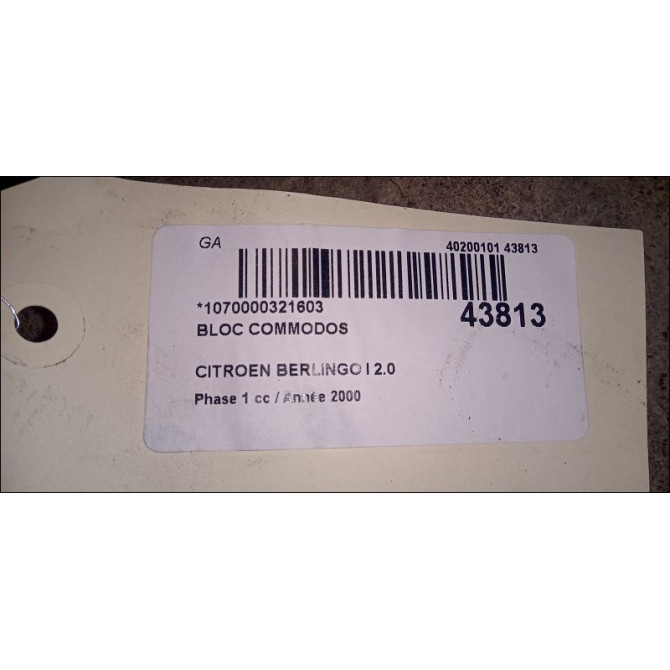 GA 40200101 43813
*1070000321603 43813
BLOC COMMODOS
CITROEN BERLINGO I 2.0
Phase 1 cc / Année 2000